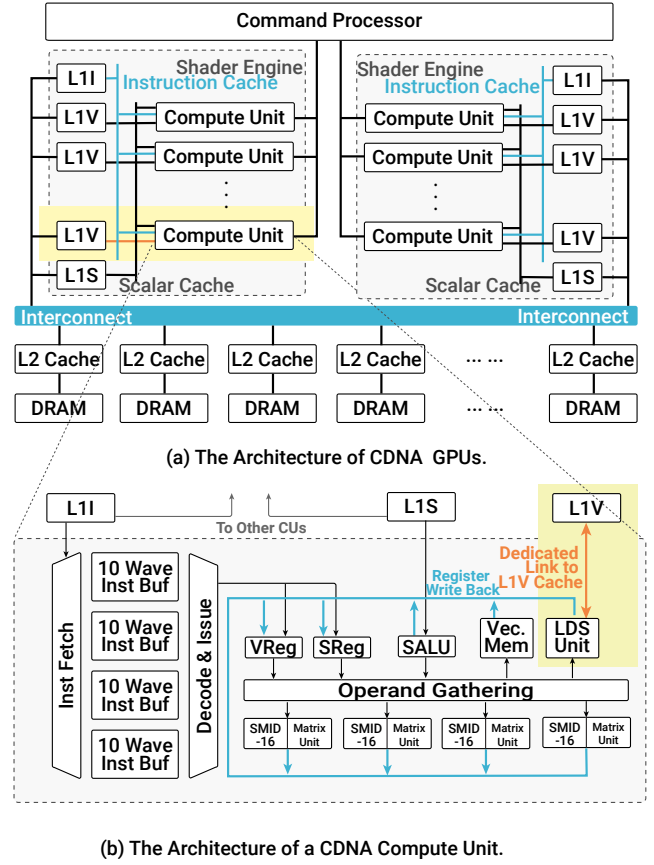 Command Processor
Shader Engine
Instruction Cache
L1I
L1V
L1V
L1V
L1S
Compute Unit
Compute Unit
Compute Unit
Scalar Cache
Shader Engine
Instruction Cache
L1I
L1V
L1V
L1V
L1S
Compute Unit
Compute Unit
Compute Unit
Scalar Cache
Interconnect
Interconnect
L2 Cache
L2 Cache
L2 Cache
L2 Cache
... ...
L2 Cache
DRAM
DRAM
DRAM
DRAM
... ...
DRAM
(a) The Architecture of CDNA GPUs.
L1I
L1S
L1V
To Other CUs
Dedicated
Link to
L1V Cache
Register
Write Back
Inst Fetch
10 Wave
Inst Buf
10 Wave
Inst Buf
10 Wave
Inst Buf
10 Wave
Inst Buf
Decode & Issue
VReg
SReg
SALU
Vec.
Mem
LDS
Unit
Operand Gathering
SMID
-16
Matrix
Unit
SMID
-16
Matrix
Unit
SMID
-16
Matrix
Unit
SMID
-16
Matrix
Unit
(b) The Architecture of a CDNA Compute Unit.